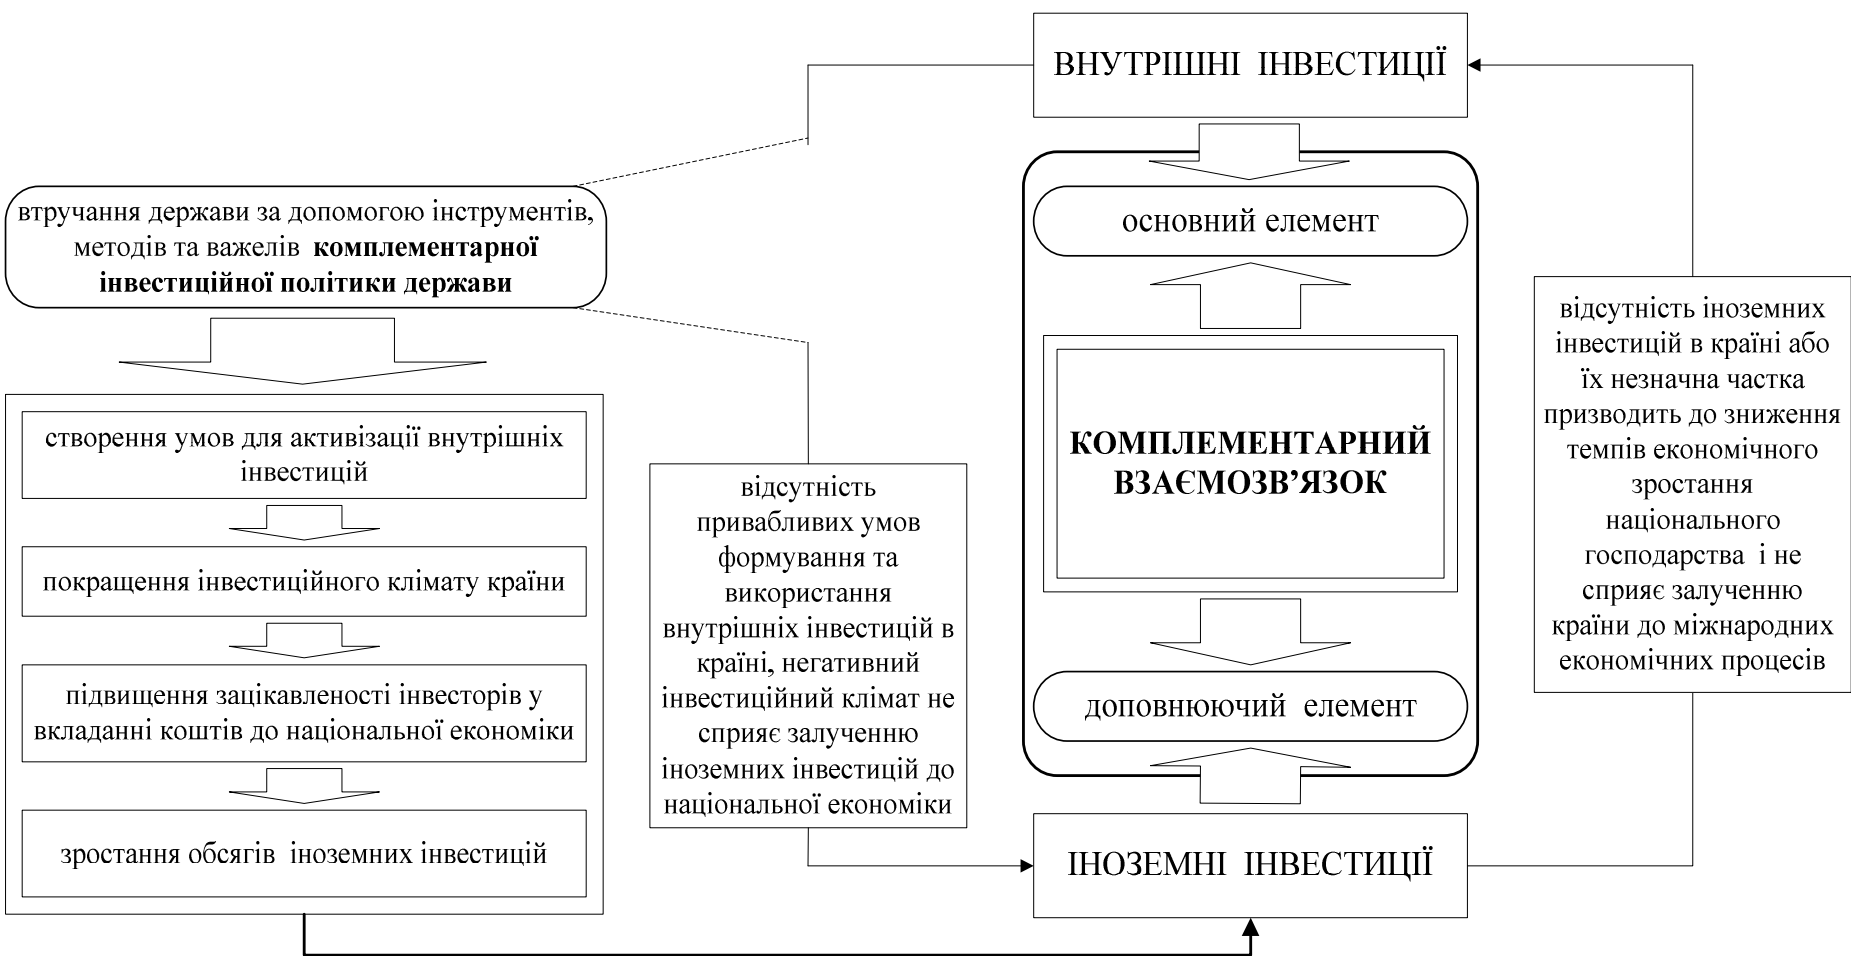 ВНУТРІШНІ ІНВЕСТИЦІЇ
втручання держави за допомогою інструментів,
методів та важелів комплементарної
інвестиційної політики держави
створення умов для активізації внутрішніх
інвестицій
покращення інвестиційного клімату країни
підвищення зацікавленості інвесторів у
вкладанні коштів до національної економіки
зростання обсягів іноземних інвестицій
відсутність
привабливих умов
формування та
використання
внутрішніх інвестицій в
країні, негативний
інвестиційний клімат не
сприяє залученню
іноземних інвестицій до
національної економіки
основний елемент
КОМПЛЕМЕНТАРНИЙ
ВЗАЄМОЗВ’ЯЗОК
доповнюючий елемент
ІНОЗЕМНІ ІНВЕСТИЦІЇ
відсутність іноземних
інвестицій в країні або
їх незначна частка
призводить до зниження
темпів економічного
зростання
національного
господарства і не
сприяє залученню
країни до міжнародних
економічних процесів